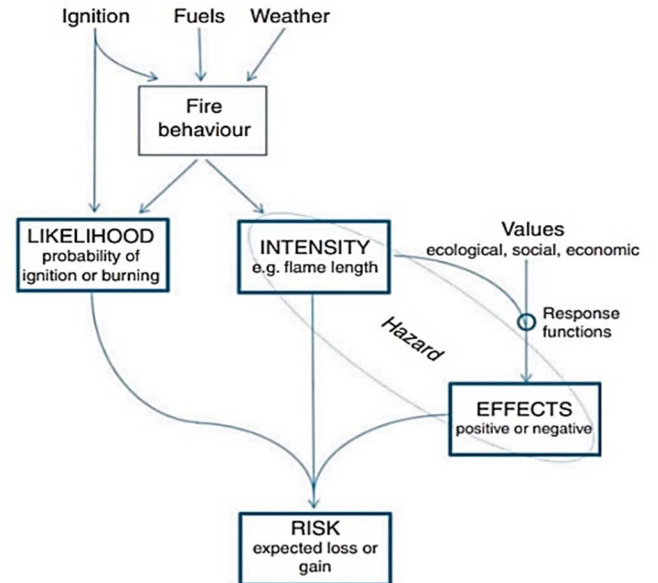 Ignition Fuels Weather
Fire
behaviour
LIKELIHOOD
probability of
ignition or burning
INTENSITY
e.g. flame length
Values
ecological, social, economic
Response
functions
Hazard
EFFECTS
positive or negative
RISK
expected loss or
gain